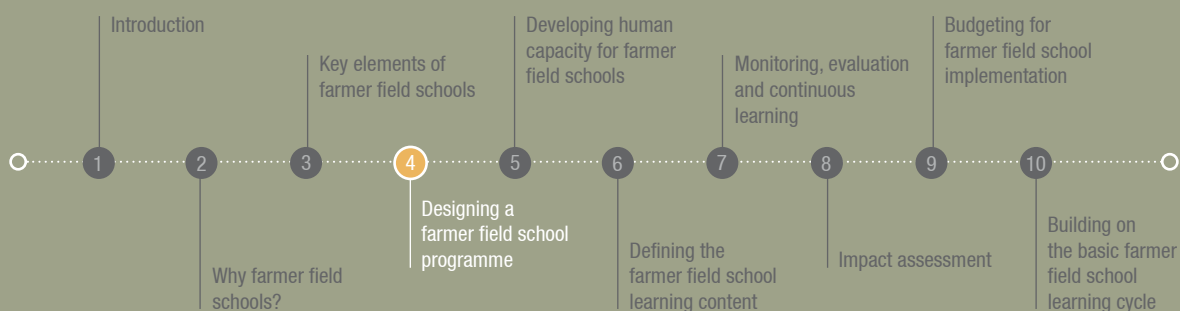 1
Introduction
2
Why farmer field
schools?
3
Key elements of
farmer field schools
4
Designing a
farmer field school
programme
5
Developing human
capacity for farmer
field schools
6
Defining the
farmer field school
learning content
7
Monitoring, evaluation
and continuous
learning
8
Impact assessment
9
Budgeting for
farmer field school
implementation
10
Building on
the basic farmer
field school
learning cycle